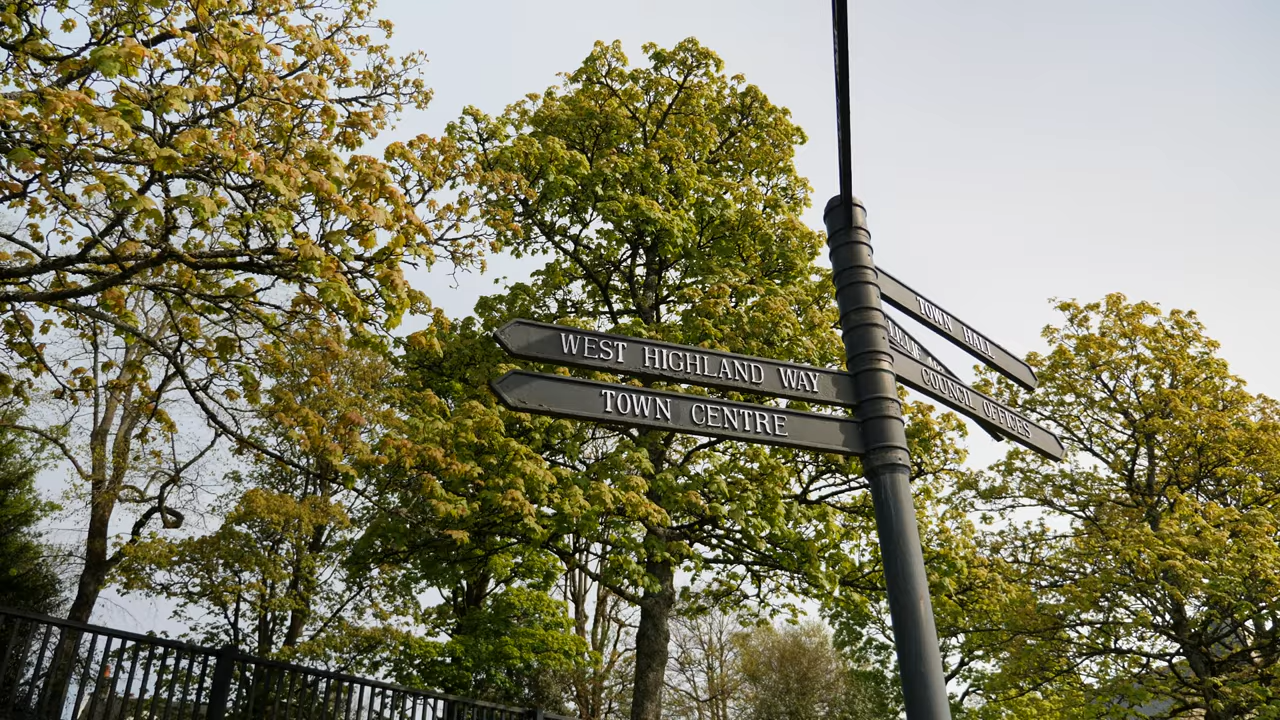 WEST HIGHLAND WAY
TOWN CENTRE
TOWN HALL
COUNCIL OFFICES